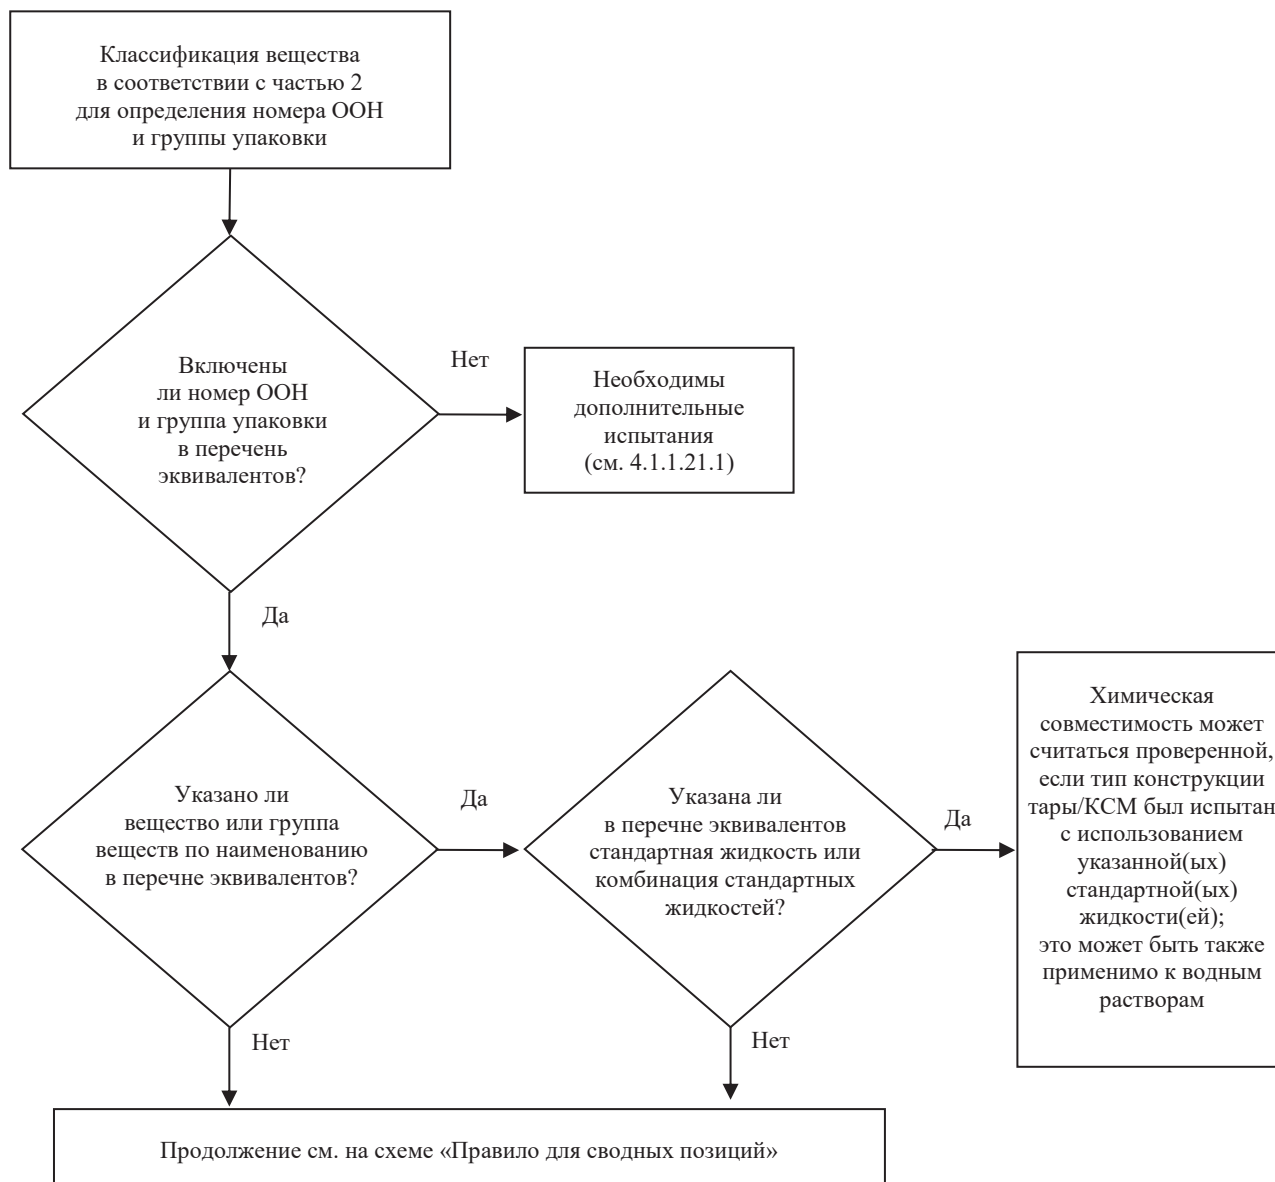 Классификация вещества
в соответствии с частью 2
для определения номера ООН
и группы упаковки
Включены
ли номер ООН
и группа упаковки
в перечень
эквивалентов?
Нет
Необходимы
дополнительные
испытания
(см. 4.1.1.21.1)
Да
Указано ли
вещество или группа
веществ по наименованию
в перечне эквивалентов?
Да
Указана ли
в перечне эквивалентов
стандартная жидкость или
комбинация стандартных
жидкостей?
Да
Химическая
совместимость может
считаться проверенной,
если тип конструкции
тары/КСМ был испытан
с использованием
указанной(ых)
стандартной(ых)
жидкости(ей);
это может быть также
применимо к водным
растворам
Нет
Нет
Продолжение см. на схеме «Правило для сводных позиций»